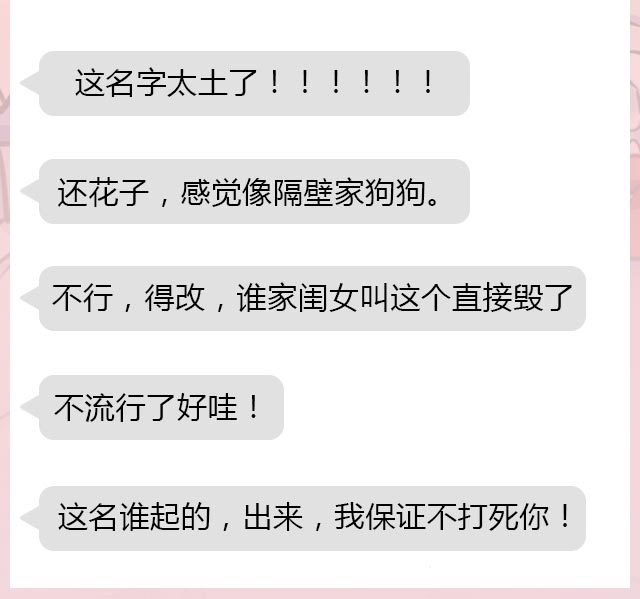 这名字太土了！！！！！！
还花子，感觉像隔壁家狗狗。
不行，得改，谁家闺女叫这个直接毁了
不流行了好哇！
这名谁起的，出来，我保证不打死你！